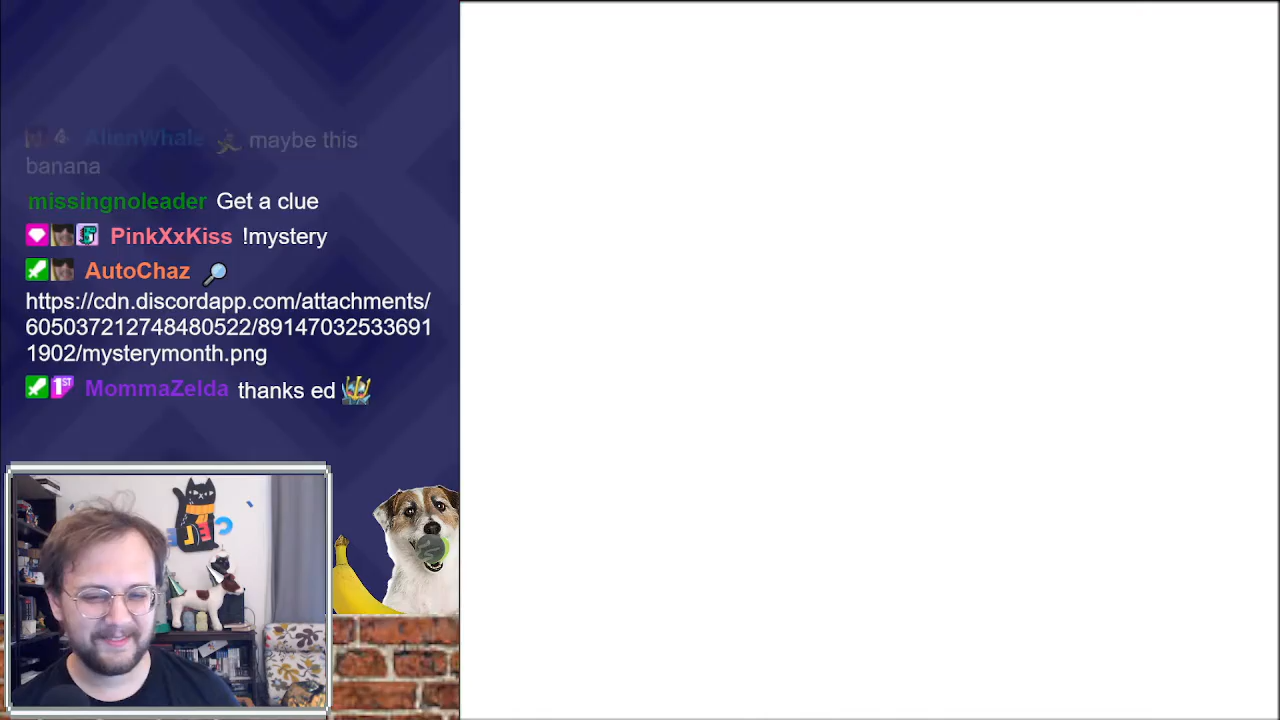 AlienWhale maybe this
banana
missingnoleader Get a clue
PinkXxKiss !mystery
AutoChaz
https://cdn.discordapp.com/attachments/
605037212748480522/89147032533691
1902/mysterymonth.png
MommaZelda thanks ed